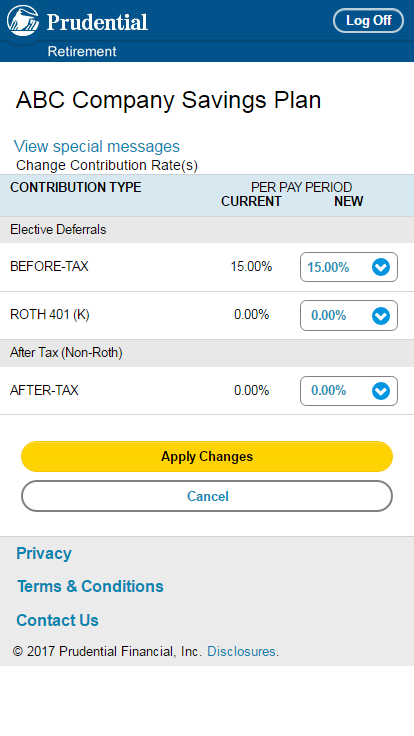 Prudential
Log Off
Retirement
ABC Company Savings Plan
View special messages
Change Contribution Rate(s)
CONTRIBUTION TYPE PER PAY PERIOD
CURRENT NEW
Elective Deferrals
BEFORE-TAX 15.00% 15.00%
ROTH 401 (K) 0.00% 0.00%
After Tax (Non-Roth)
AFTER-TAX 0.00% 0.00%
Apply Changes
Cancel
Privacy
Terms & Conditions
Contact Us
© 2017 Prudential Financial, Inc. Disclosures.